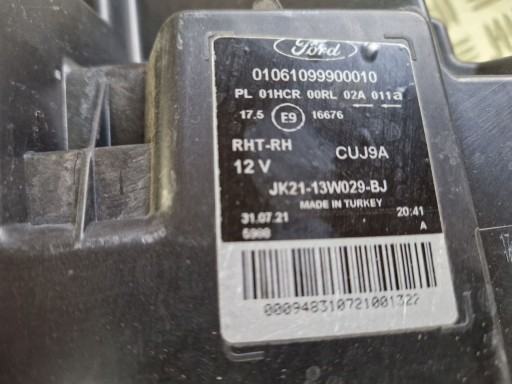 Ford
01061099900010
PL 01HCR 00RL 02A 011a
17.5 E9 16676
RHT-RH CUJ9A
12 V
JK21-13W029-BJ
MADE IN TURKEY
31.07.21 20:41
5988 A
000948310721001322